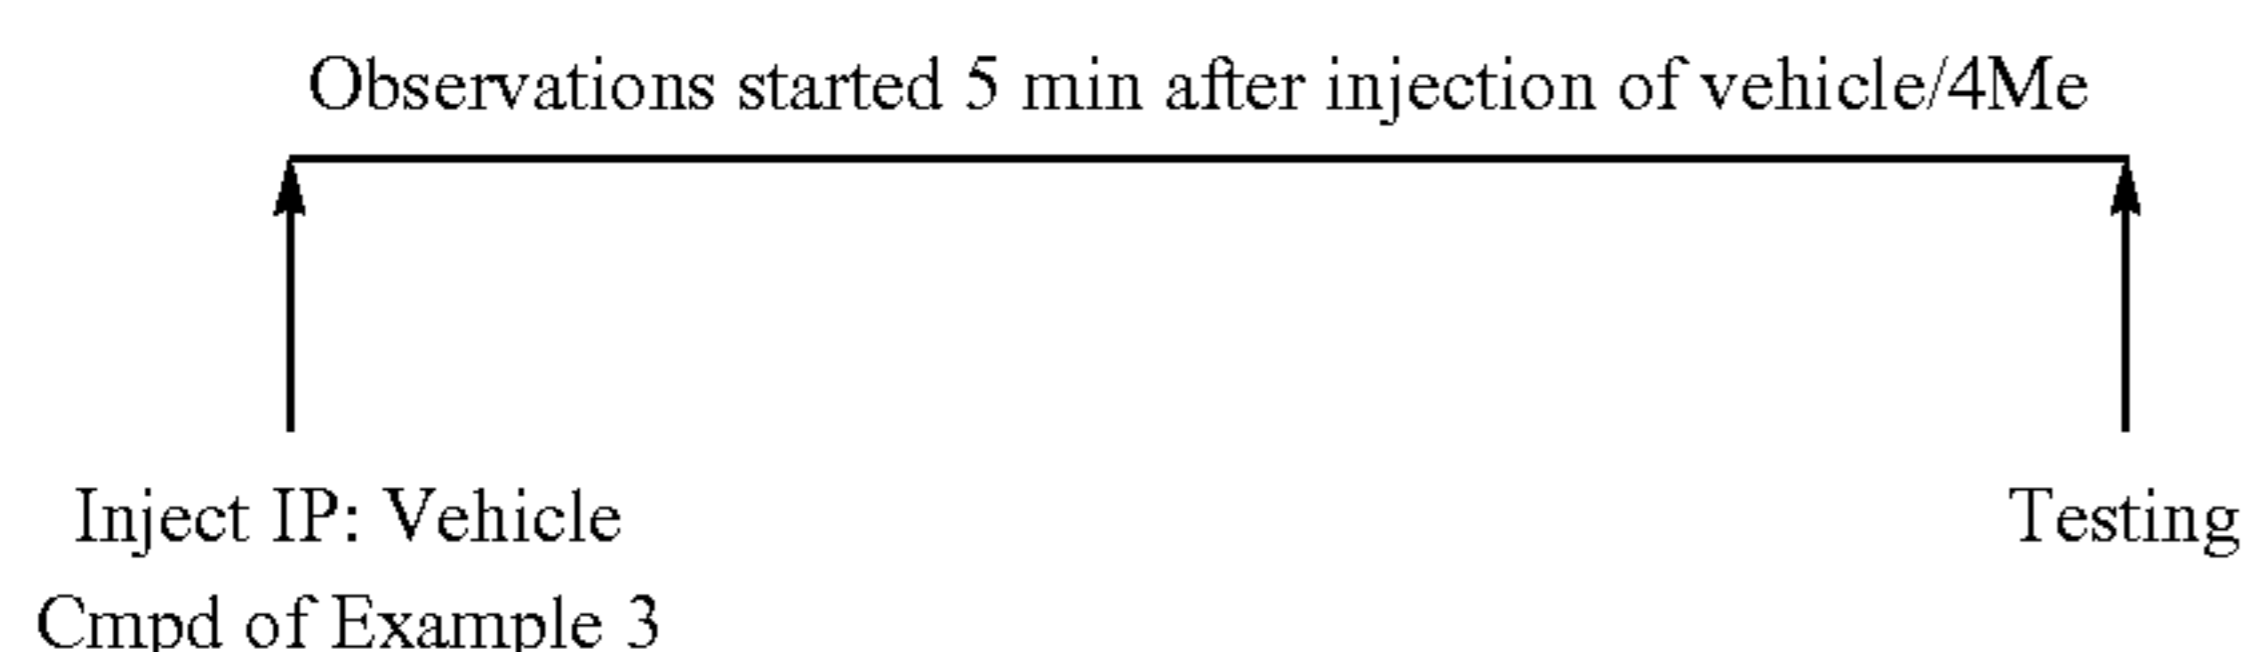 Observations started 5 min after injection of vehicle/4Me
Inject IP: Vehicle
Testing
Cmpd of Example 3